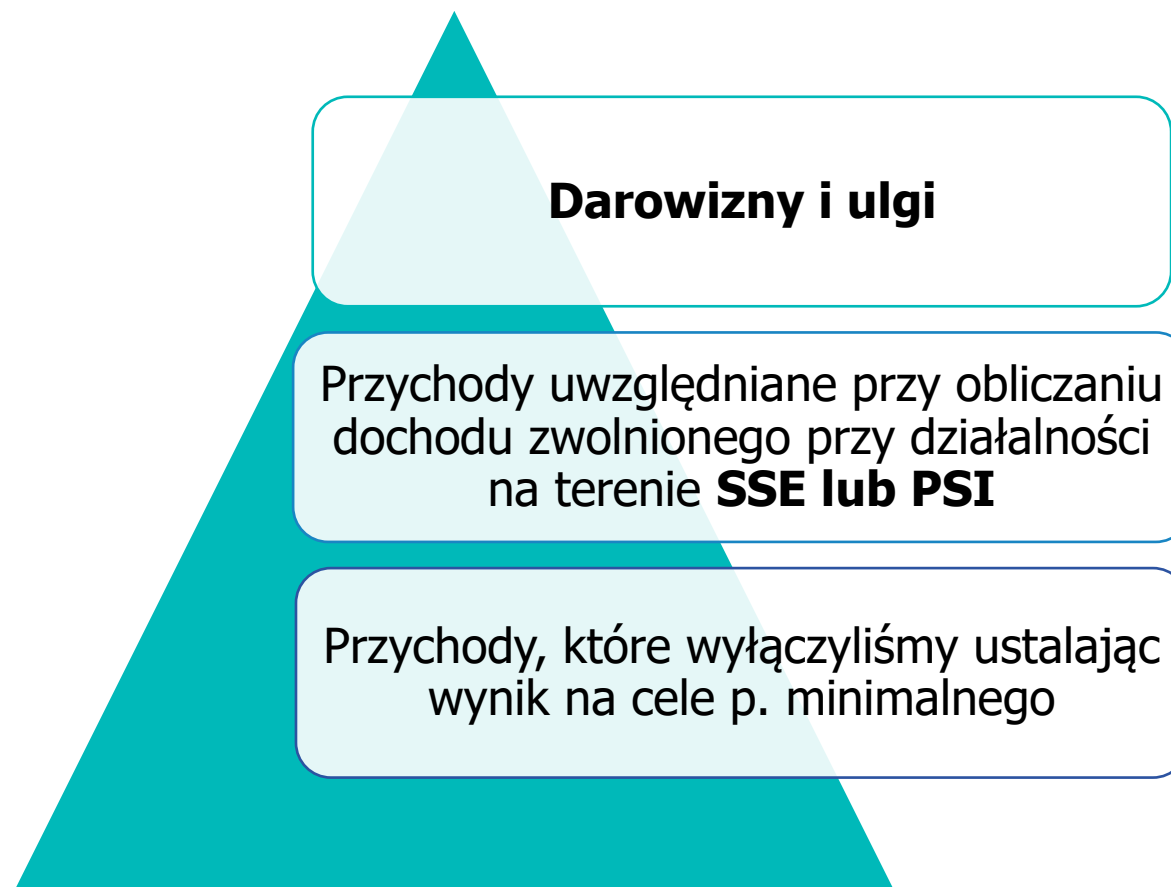 Darowizny i ulgi
Przychody uwzględniane przy obliczaniu
dochodu zwolnionego przy działalności
na terenie SSE lub PSI
Przychody, które wyłączyliśmy ustalając
wynik na cele p. minimalnego